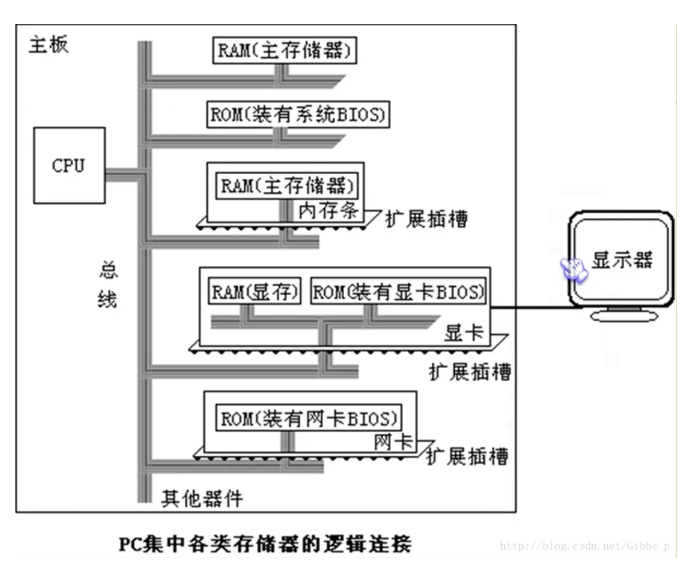 主板
RAM(主存储器)
ROM(装有系统BIOS)
CPU
RAM(主存储器)
内存条
扩展插槽
显示器
总
线
RAM(显存)
ROM(装有显卡BIOS)
显卡
扩展插槽
ROM(装有网卡BIOS)
网卡
扩展插槽
其他器件
PC集中各类存储器的逻辑连接
http://blog.csdn.net/Gibbs_p